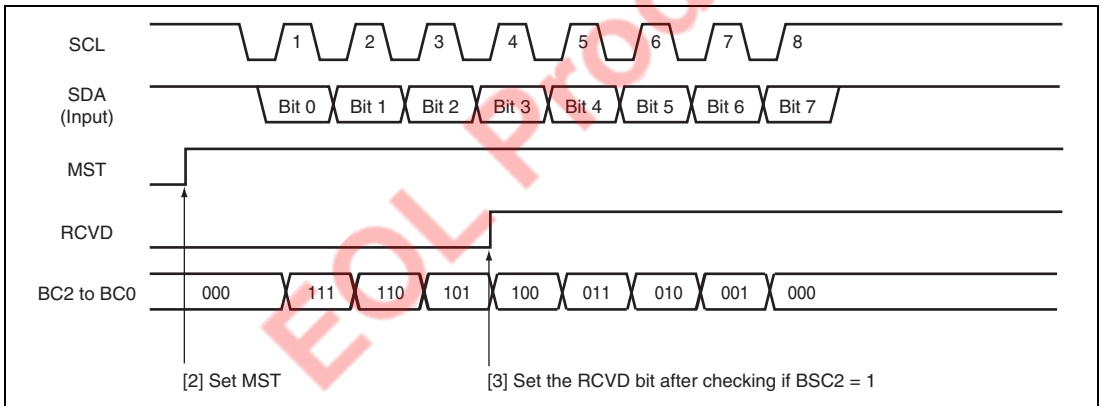 SCL 1 2 3 4 5 6 7 8
SDA
(Input) Bit 0 Bit 1 Bit 2 Bit 3 Bit 4 Bit 5 Bit 6 Bit 7
MST
RCVD
BC2 to BC0 000 111 110 101 100 011 010 001 000
[2] Set MST [3] Set the RCVD bit after checking if BSC2 = 1
EOL Prod